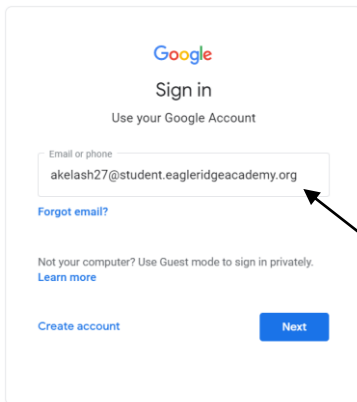 Google
Sign in
Use your Google Account
Email or phone
akelash27@student.eagleridgeacademy.org
Forgot email?
Not your computer? Use Guest mode to sign in privately.
Learn more
Create account
Next